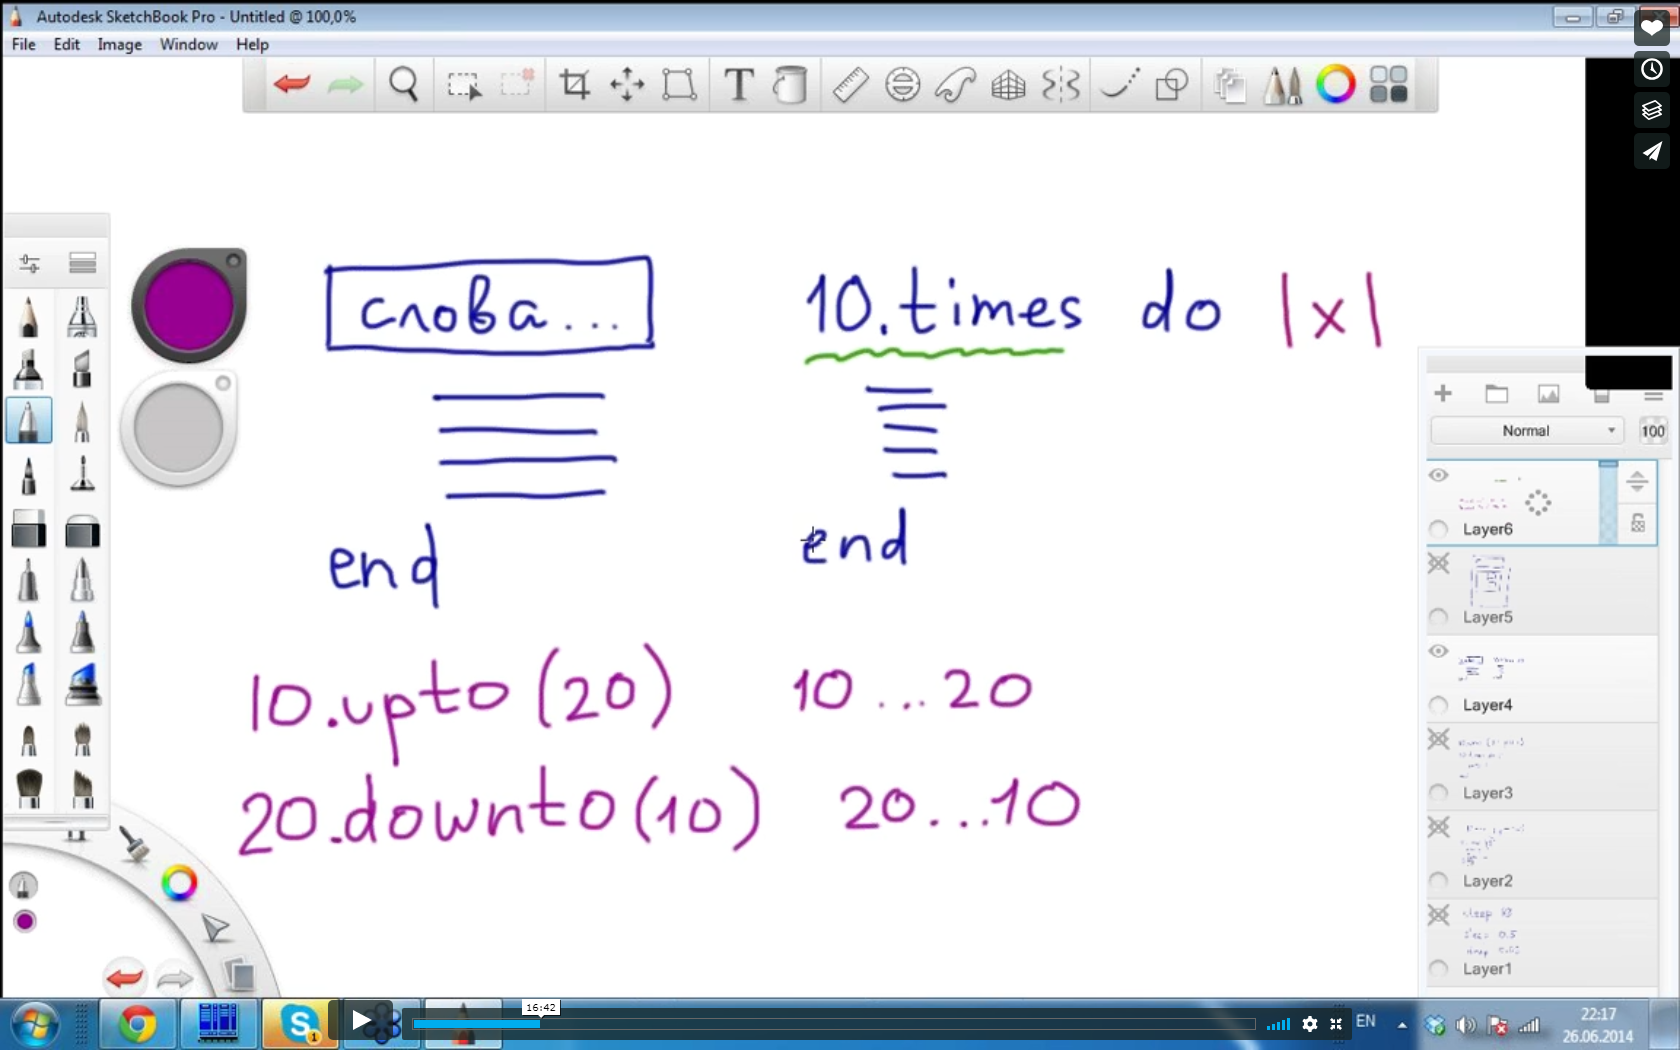 Autodesk SketchBook Pro - Untitled @ 100,0%
File Edit Image Window Help
слова... 10.times do |x|
end end
10.upto(20) 10...20
20.downto(10) 20...10
Normal 100
Layer6
Layer5
Layer4
Layer3
Layer2
Layer1
16:42
EN 22:17
26.06.2014